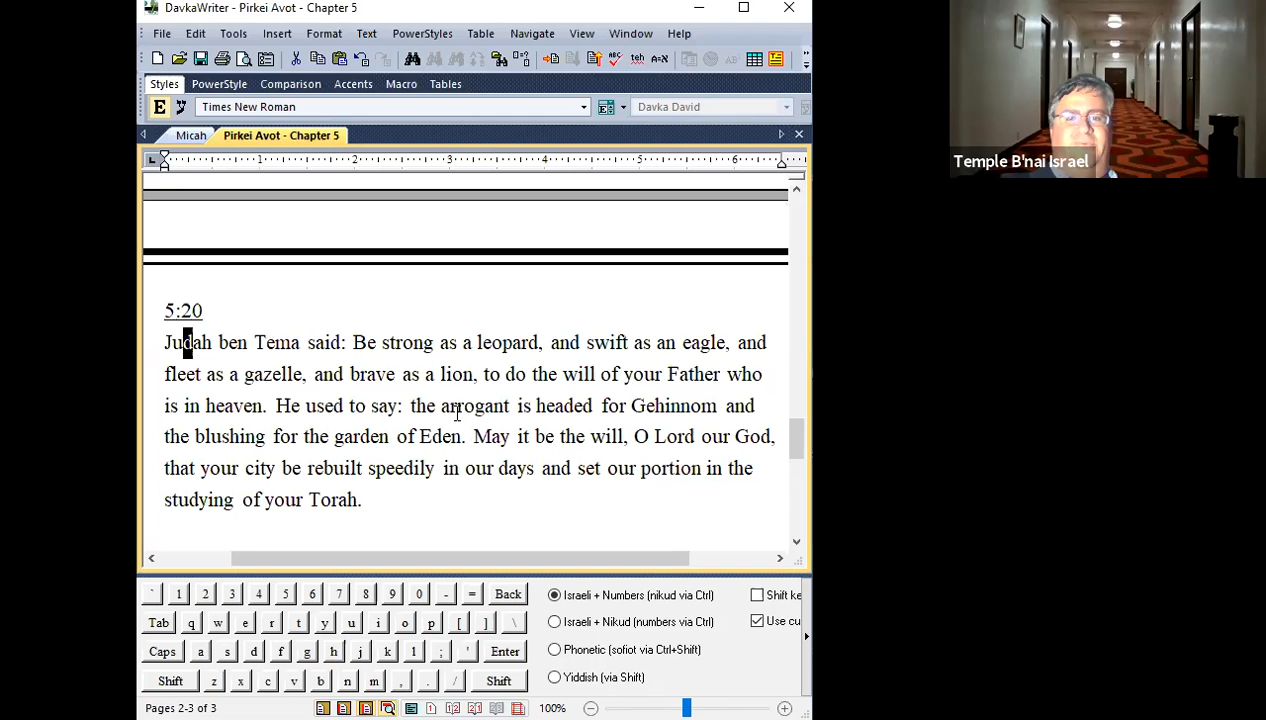 DavkaWriter - Pirkei Avot - Chapter 5
File Edit Tools Insert Format Text PowerStyles Table Navigate View Window Help
Styles PowerStyle Comparison Accents Macro Tables
E Times New Roman Davka David
Micah Pirkei Avot - Chapter 5
1 2 3 4 5 6
Temple B'nai Israel
5:20
Judah ben Tema said: Be strong as a leopard, and swift as an eagle, and
fleet as a gazelle, and brave as a lion, to do the will of your Father who
is in heaven. He used to say: the arrogant is headed for Gehinnom and
the blushing for the garden of Eden. May it be the will, O Lord our God,
that your city be rebuilt speedily in our days and set our portion in the
studying of your Torah.
` 1 2 3 4 5 6 7 8 9 0 - = Back
Tab q w e r t y u i o p [ ] \
Caps a s d f g h j k l ; ' Enter
Shift z x c v b n m , . / Shift
Israeli + Numbers (nikud via Ctrl) Shift ke
Israeli + Nikud (numbers via Ctrl) Use cu
Phonetic (sofiot via Ctrl+Shift)
Yiddish (via Shift)
Pages 2-3 of 3 100%